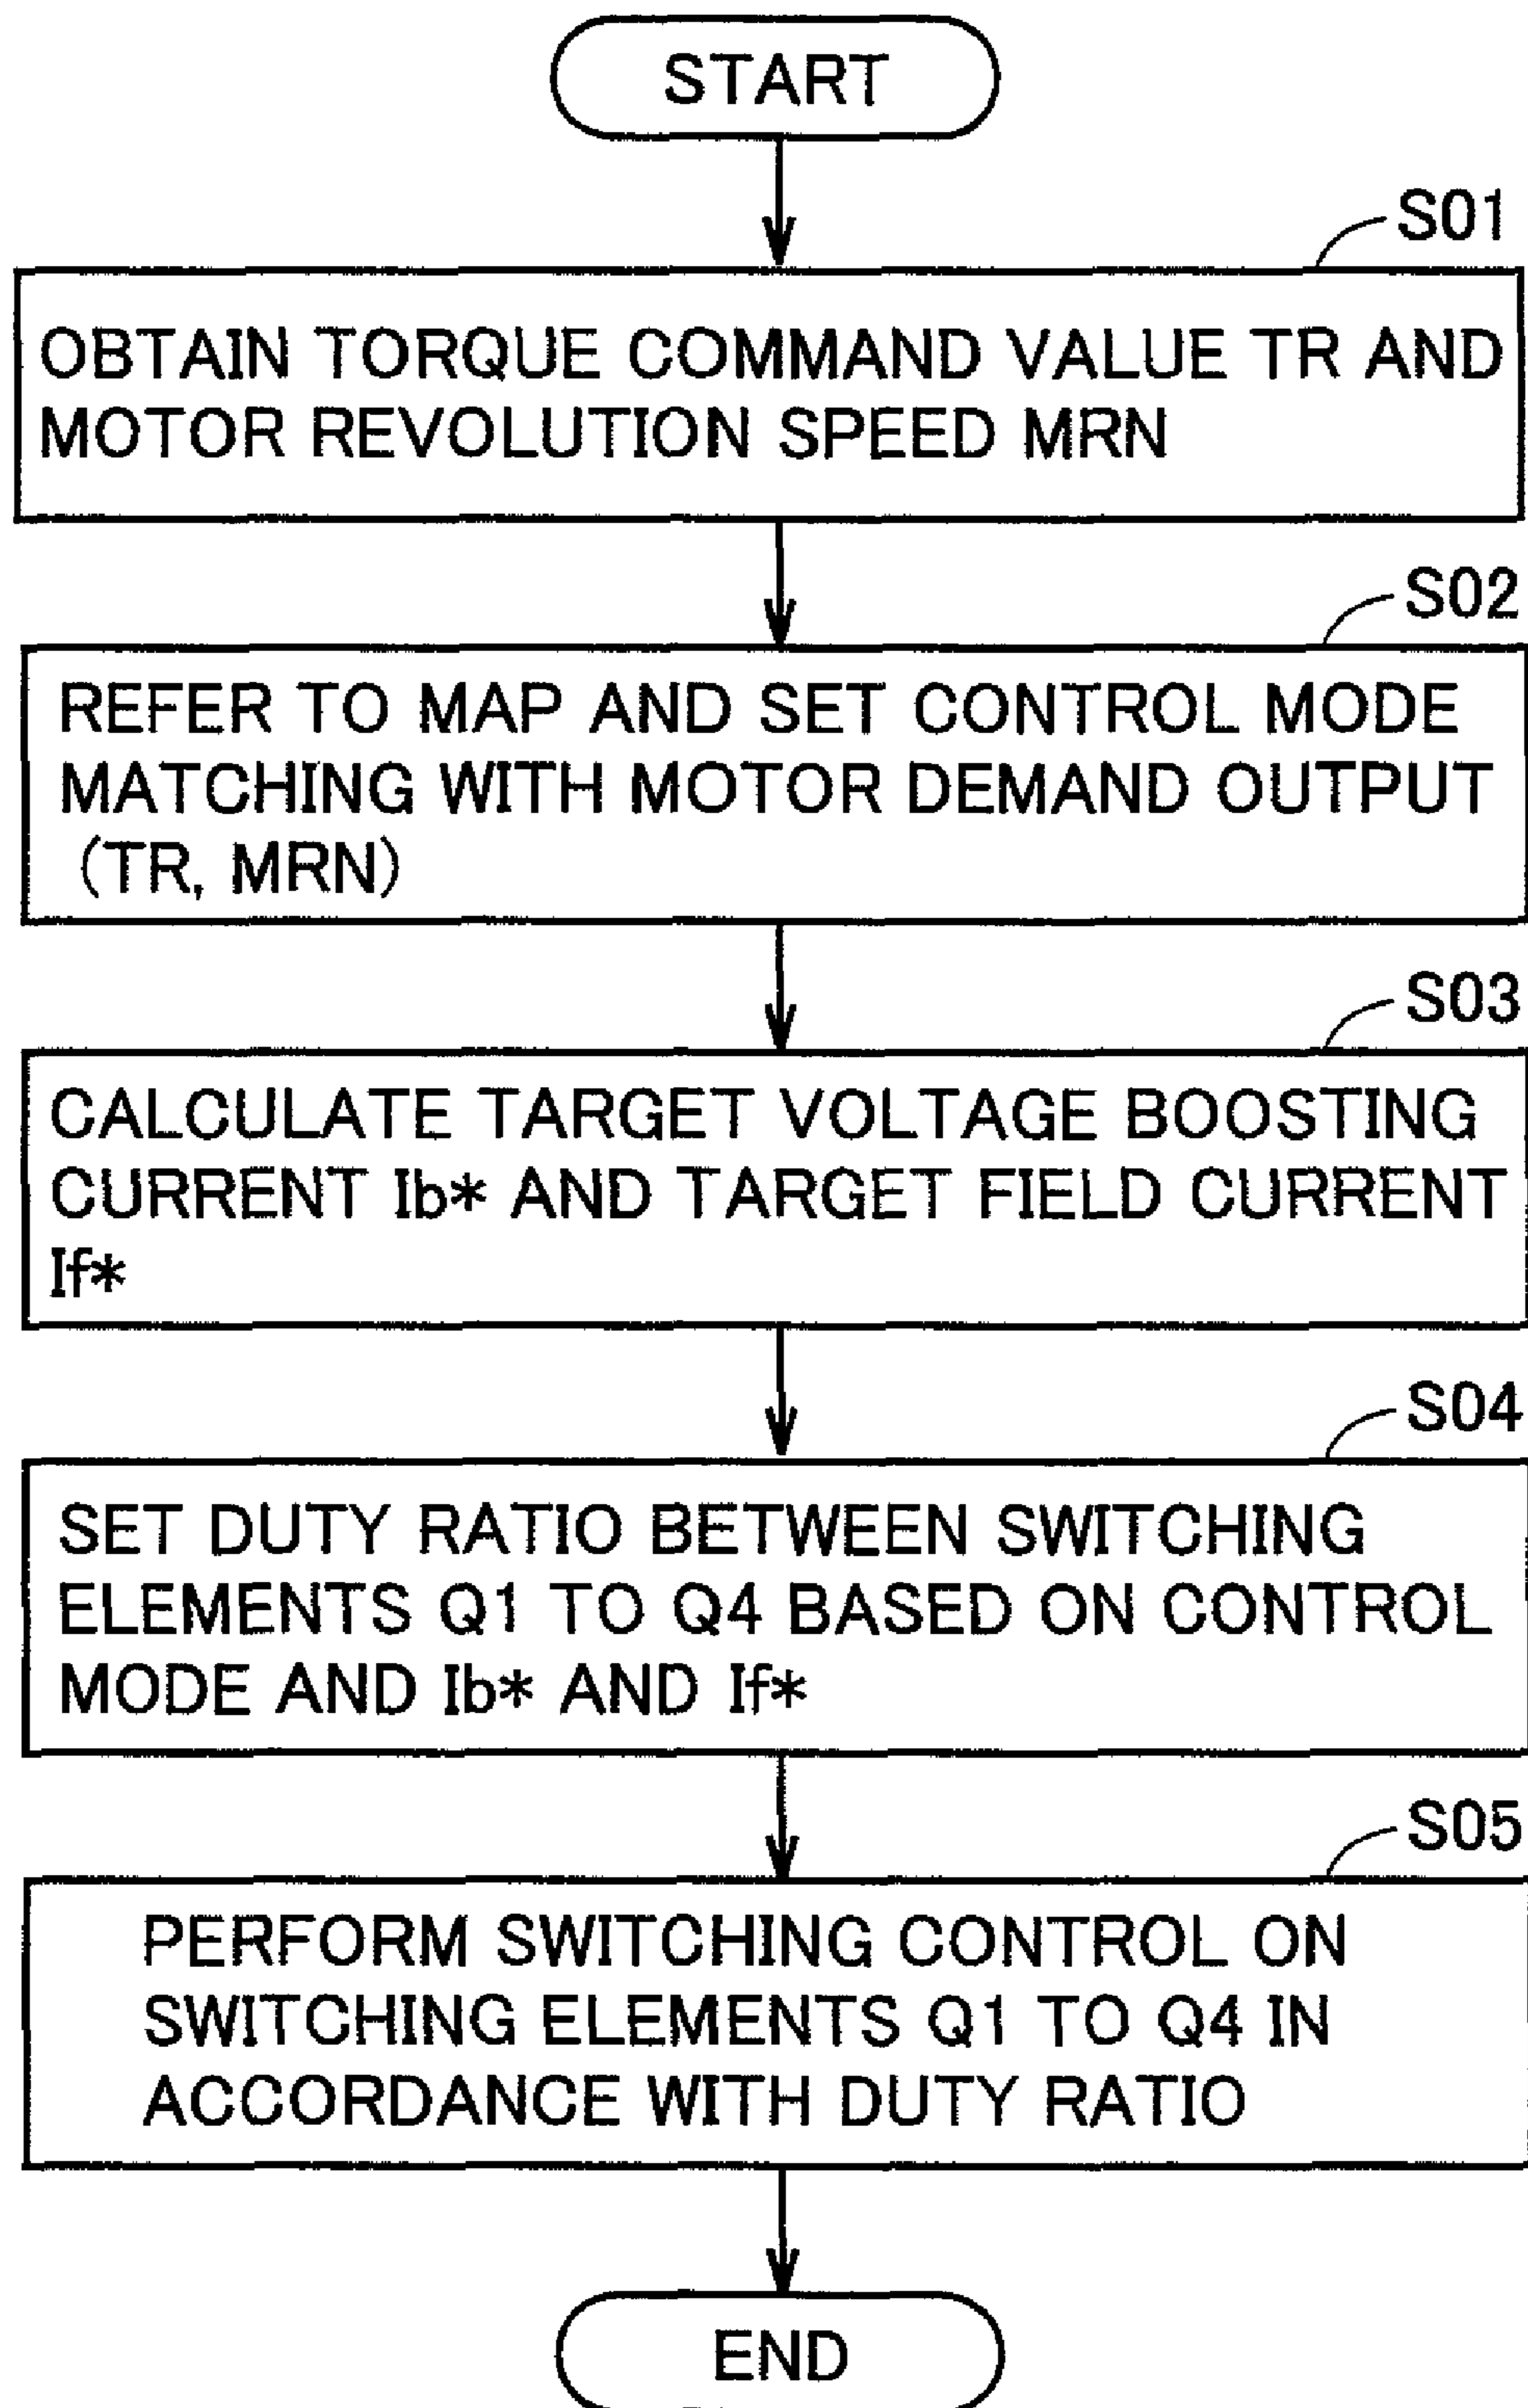 START
S01
OBTAIN TORQUE COMMAND VALUE TR AND
MOTOR REVOLUTION SPEED MRN
S02
REFER TO MAP AND SET CONTROL MODE
MATCHING WITH MOTOR DEMAND OUTPUT
(TR, MRN)
S03
CALCULATE TARGET VOLTAGE BOOSTING
CURRENT Ib* AND TARGET FIELD CURRENT
If*
S04
SET DUTY RATIO BETWEEN SWITCHING
ELEMENTS Q1 TO Q4 BASED ON CONTROL
MODE AND Ib* AND If*
S05
PERFORM SWITCHING CONTROL ON
SWITCHING ELEMENTS Q1 TO Q4 IN
ACCORDANCE WITH DUTY RATIO
END